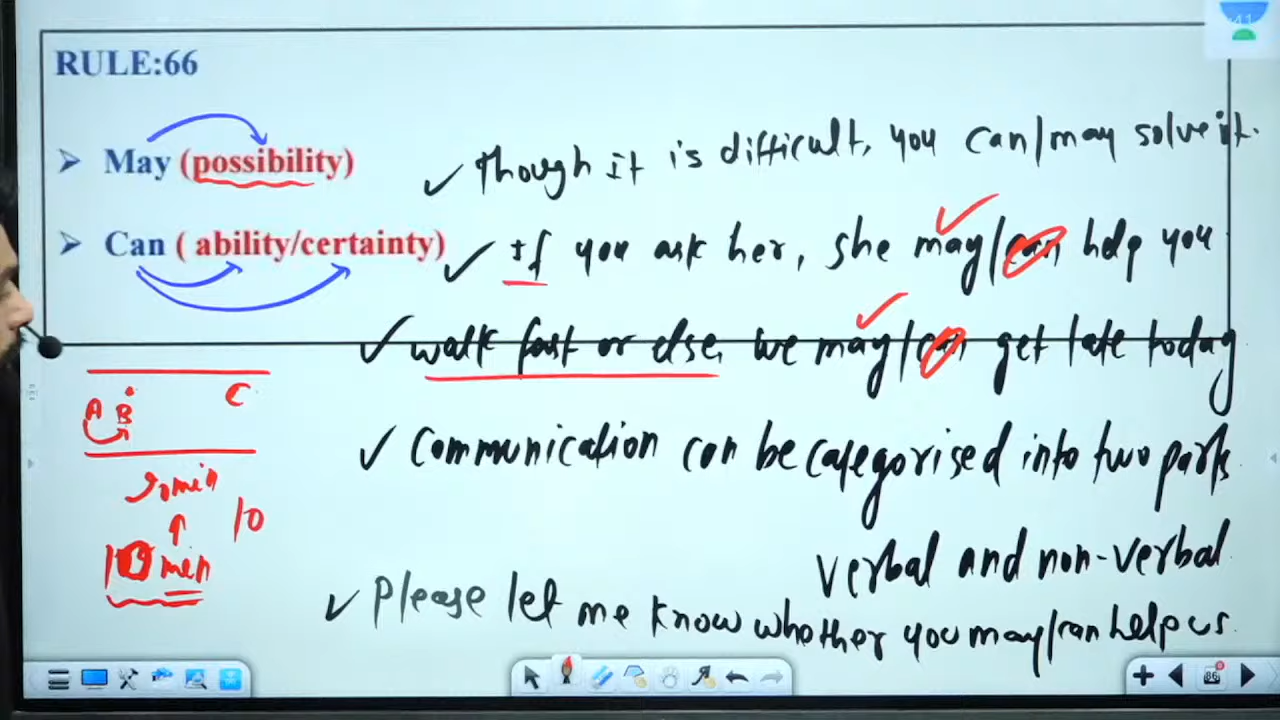 RULE:66
➤ May (possibility)
➤ Can ( ability/certainty)
✓ Though it is difficult, you can/may solve it.
✓ If you ask her, she may/can help you
✓ walk fast or else, we may/can get late today
✓ Communication can be categorised into two parts
verbal and non-verbal
✓ Please let me know whether you may/can help us.
A B C
min
10
min
86